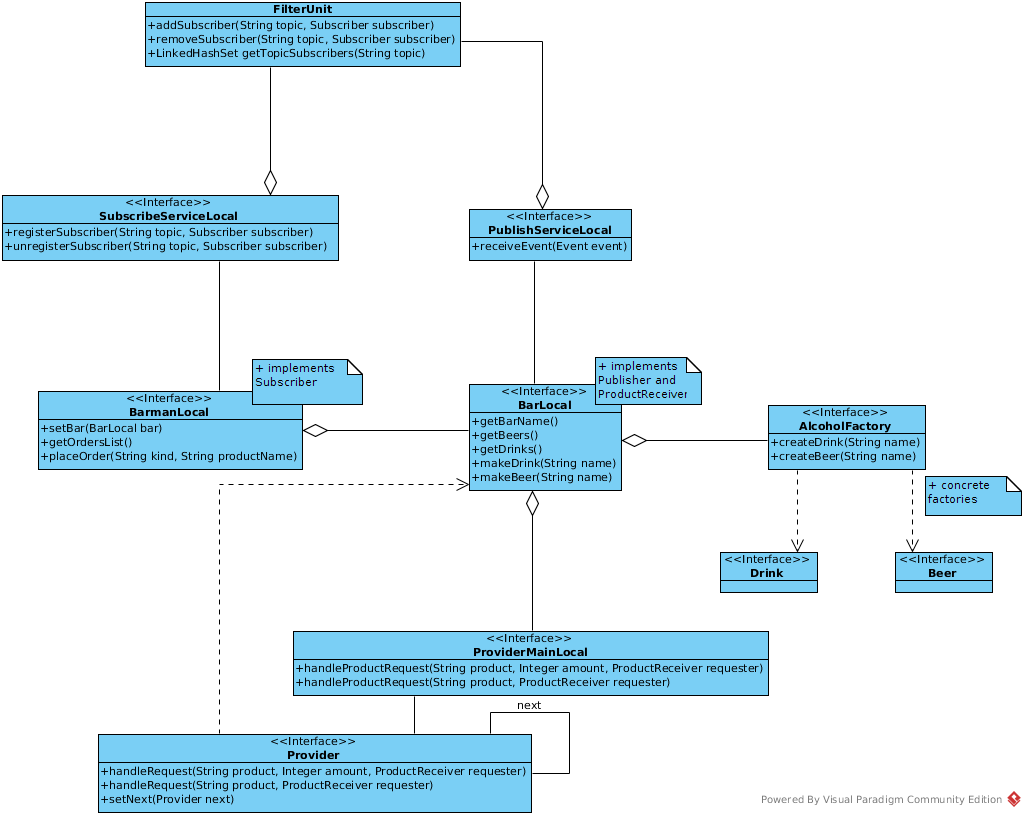 FilterUnit
+addSubscriber(String topic, Subscriber subscriber)
+removeSubscriber(String topic, Subscriber subscriber)
+LinkedHashSet getTopicSubscribers(String topic)
<<Interface>>
SubscribeServiceLocal
+registerSubscriber(String topic, Subscriber subscriber)
+unregisterSubscriber(String topic, Subscriber subscriber)
<<Interface>>
PublishServiceLocal
+receiveEvent(Event event)
+ implements
Subscriber
<<Interface>>
BarmanLocal
+setBar(BarLocal bar)
+getOrdersList()
+placeOrder(String kind, String productName)
+ implements
Publisher and
ProductReceiver
<<Interface>>
BarLocal
+getBarName()
+getBeers()
+getDrinks()
+makeDrink(String name)
+makeBeer(String name)
<<Interface>>
AlcoholFactory
+createDrink(String name)
+createBeer(String name)
+ concrete
factories
<<Interface>>
Drink
<<Interface>>
Beer
<<Interface>>
ProviderMainLocal
+handleProductRequest(String product, Integer amount, ProductReceiver requester)
+handleProductRequest(String product, ProductReceiver requester)
next
<<Interface>>
Provider
+handleRequest(String product, Integer amount, ProductReceiver requester)
+handleRequest(String product, ProductReceiver requester)
+setNext(Provider next)
Powered By Visual Paradigm Community Edition